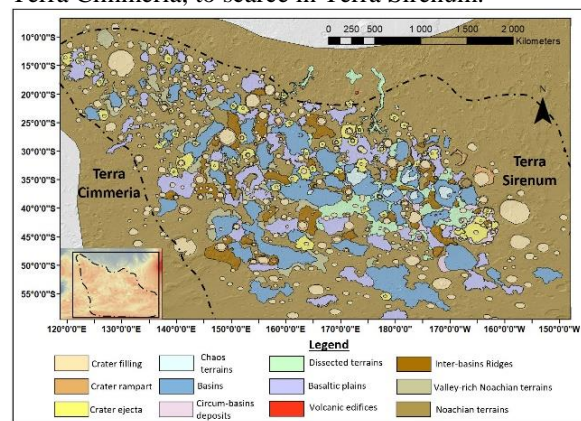 Terra Cimmeria, to scarce in Terra Sirenum.
0 250 500 1 000 1 500 2 000
Kilometers
10°0'0"S
15°0'0"S
20°0'0"S
25°0'0"S
30°0'0"S
35°0'0"S
40°0'0"S
45°0'0"S
50°0'0"S
55°0'0"S
N
Terra
Cimmeria
Terra
Sirenum
120°0'0"E 130°0'0"E 140°0'0"E 150°0'0"E 160°0'0"E 170°0'0"E 170°0'0"W 160°0'0"W 150°0'0"W
Legend
Crater filling
Chaos
terrains
Dissected terrains
Inter-basins Ridges
Crater rampart
Basins
Basaltic plains
Valley-rich Noachian terrains
Crater ejecta
Circum-basins
deposits
Volcanic edifices
Noachian terrains